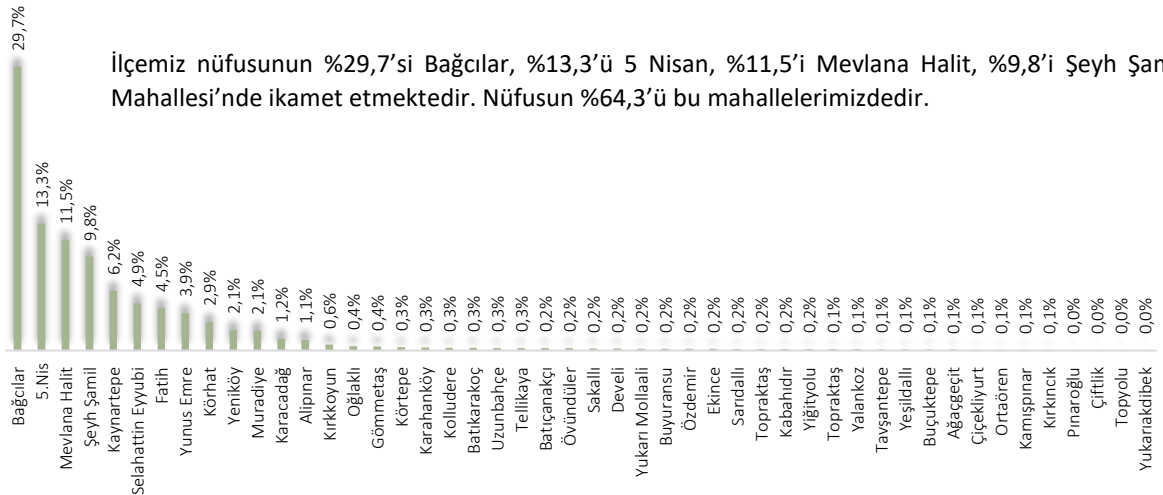 İlçemiz nüfusunun %29,7’si Bağcılar, %13,3’ü 5 Nisan, %11,5’i Mevlana Halit, %9,8’i Şeyh Şam
Mahallesi’nde ikamet etmektedir. Nüfusun %64,3’ü bu mahallelerimizdedir.
29,7%
13,3%
11,5%
9,8%
6,2%
4,9%
4,5%
3,9%
2,9%
2,1%
2,1%
1,2%
1,1%
0,6%
0,4%
0,4%
0,3%
0,3%
0,3%
0,3%
0,3%
0,3%
0,2%
0,2%
0,2%
0,2%
0,2%
0,2%
0,2%
0,2%
0,2%
0,2%
0,2%
0,2%
0,1%
0,1%
0,1%
0,1%
0,1%
0,1%
0,1%
0,1%
0,1%
0,1%
0,0%
0,0%
0,0%
0,0%
Bağcılar
5.Nis
Mevlana Halit
Şeyh Şamil
Kaynartepe
Selahattin Eyyubi
Fatih
Yunus Emre
Körhat
Yeniköy
Muradiye
Karacadağ
Alipınar
Kırkkoyun
Oğlaklı
Gömmetaş
Körtepe
Karahanköy
Kolludere
Batıkarakoç
Uzunbahçe
Tellikaya
Batıçanakçı
Övündüler
Sakallı
Develi
Yukarı Mollaali
Buyuransu
Özdemir
Ekince
Sarıdallı
Topraktaş
Kabahıdır
Yiğityolu
Topraktaş
Yalankoz
Tavşantepe
Yeşildallı
Buçuktepe
Ağaçgeçit
Çiçekliyurt
Ortaören
Kamışpınar
Kırkıncık
Pınaroğlu
Çiftlik
Topyolu
Yukarıakdibek